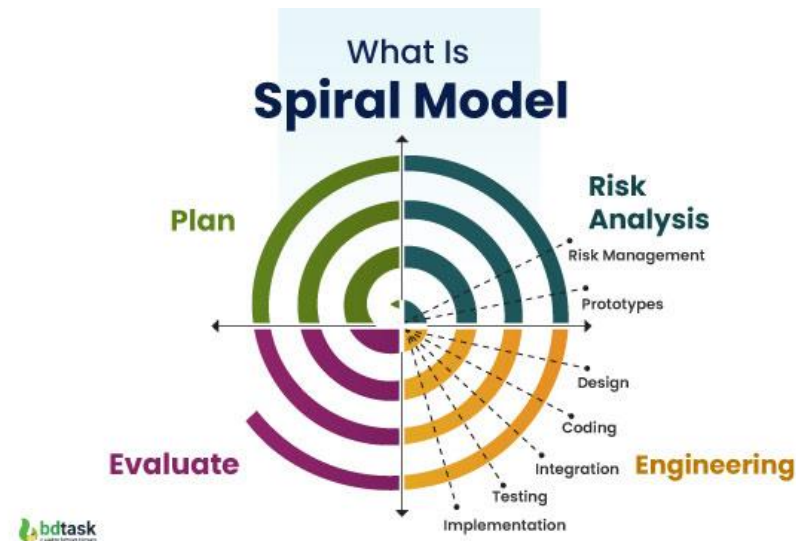 What Is
Spiral Model
Plan
Risk
Analysis
Risk Management
Prototypes
Design
Coding
Integration
Testing
Implementation
Engineering
Evaluate
bdtask